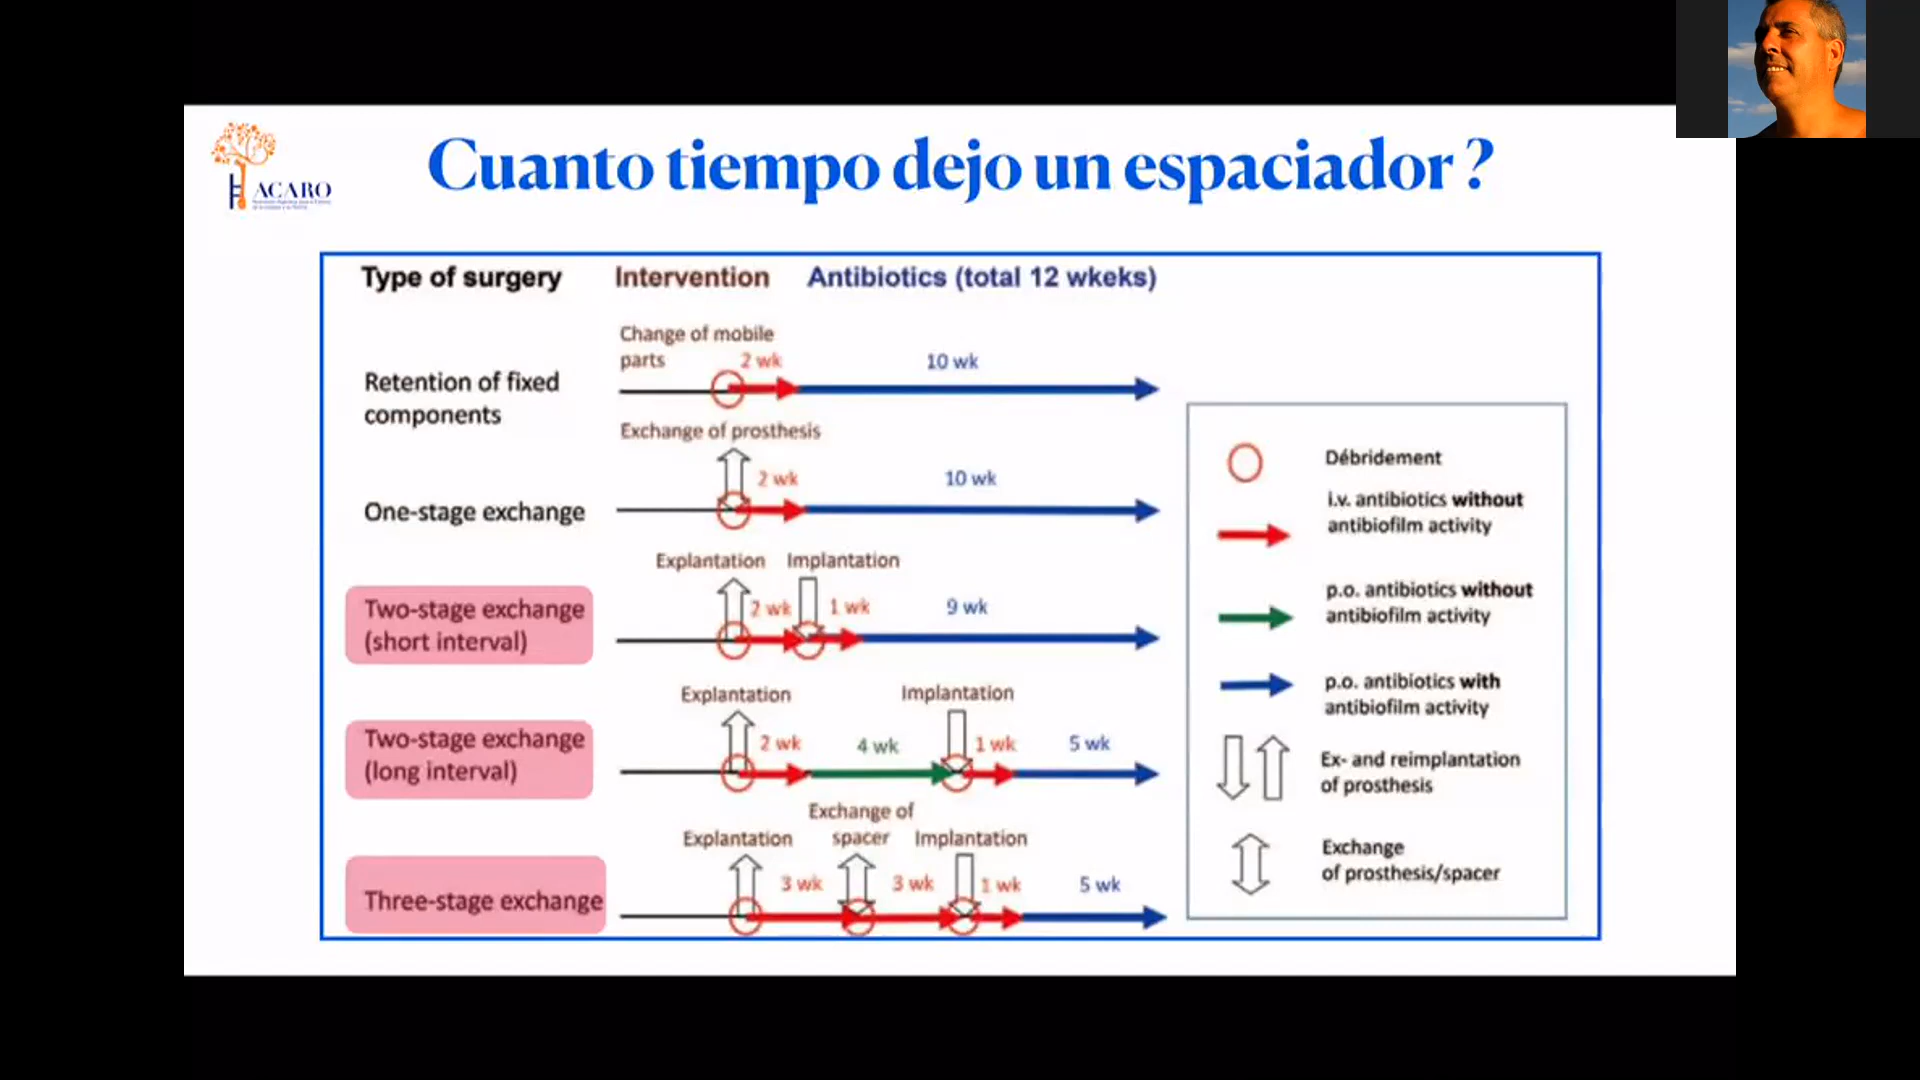 ACARO
Cuanto tiempo dejo un espaciador ?
Type of surgery
Intervention
Antibiotics (total 12 wkeks)
Change of mobile
parts
2 wk
10 wk
Retention of fixed
components
Exchange of prosthesis
2 wk
10 wk
One-stage exchange
Explantation
Implantation
2 wk
1 wk
9 wk
Two-stage exchange
(short interval)
Explantation
Implantation
2 wk
4 wk
1 wk
5 wk
Two-stage exchange
(long interval)
Explantation
Exchange of
spacer
Implantation
3 wk
3 wk
1 wk
5 wk
Three-stage exchange
Débridement
i.v. antibiotics without
antibiofilm activity
p.o. antibiotics without
antibiofilm activity
p.o. antibiotics with
antibiofilm activity
Ex- and reimplantation
of prosthesis
Exchange
of prosthesis/spacer